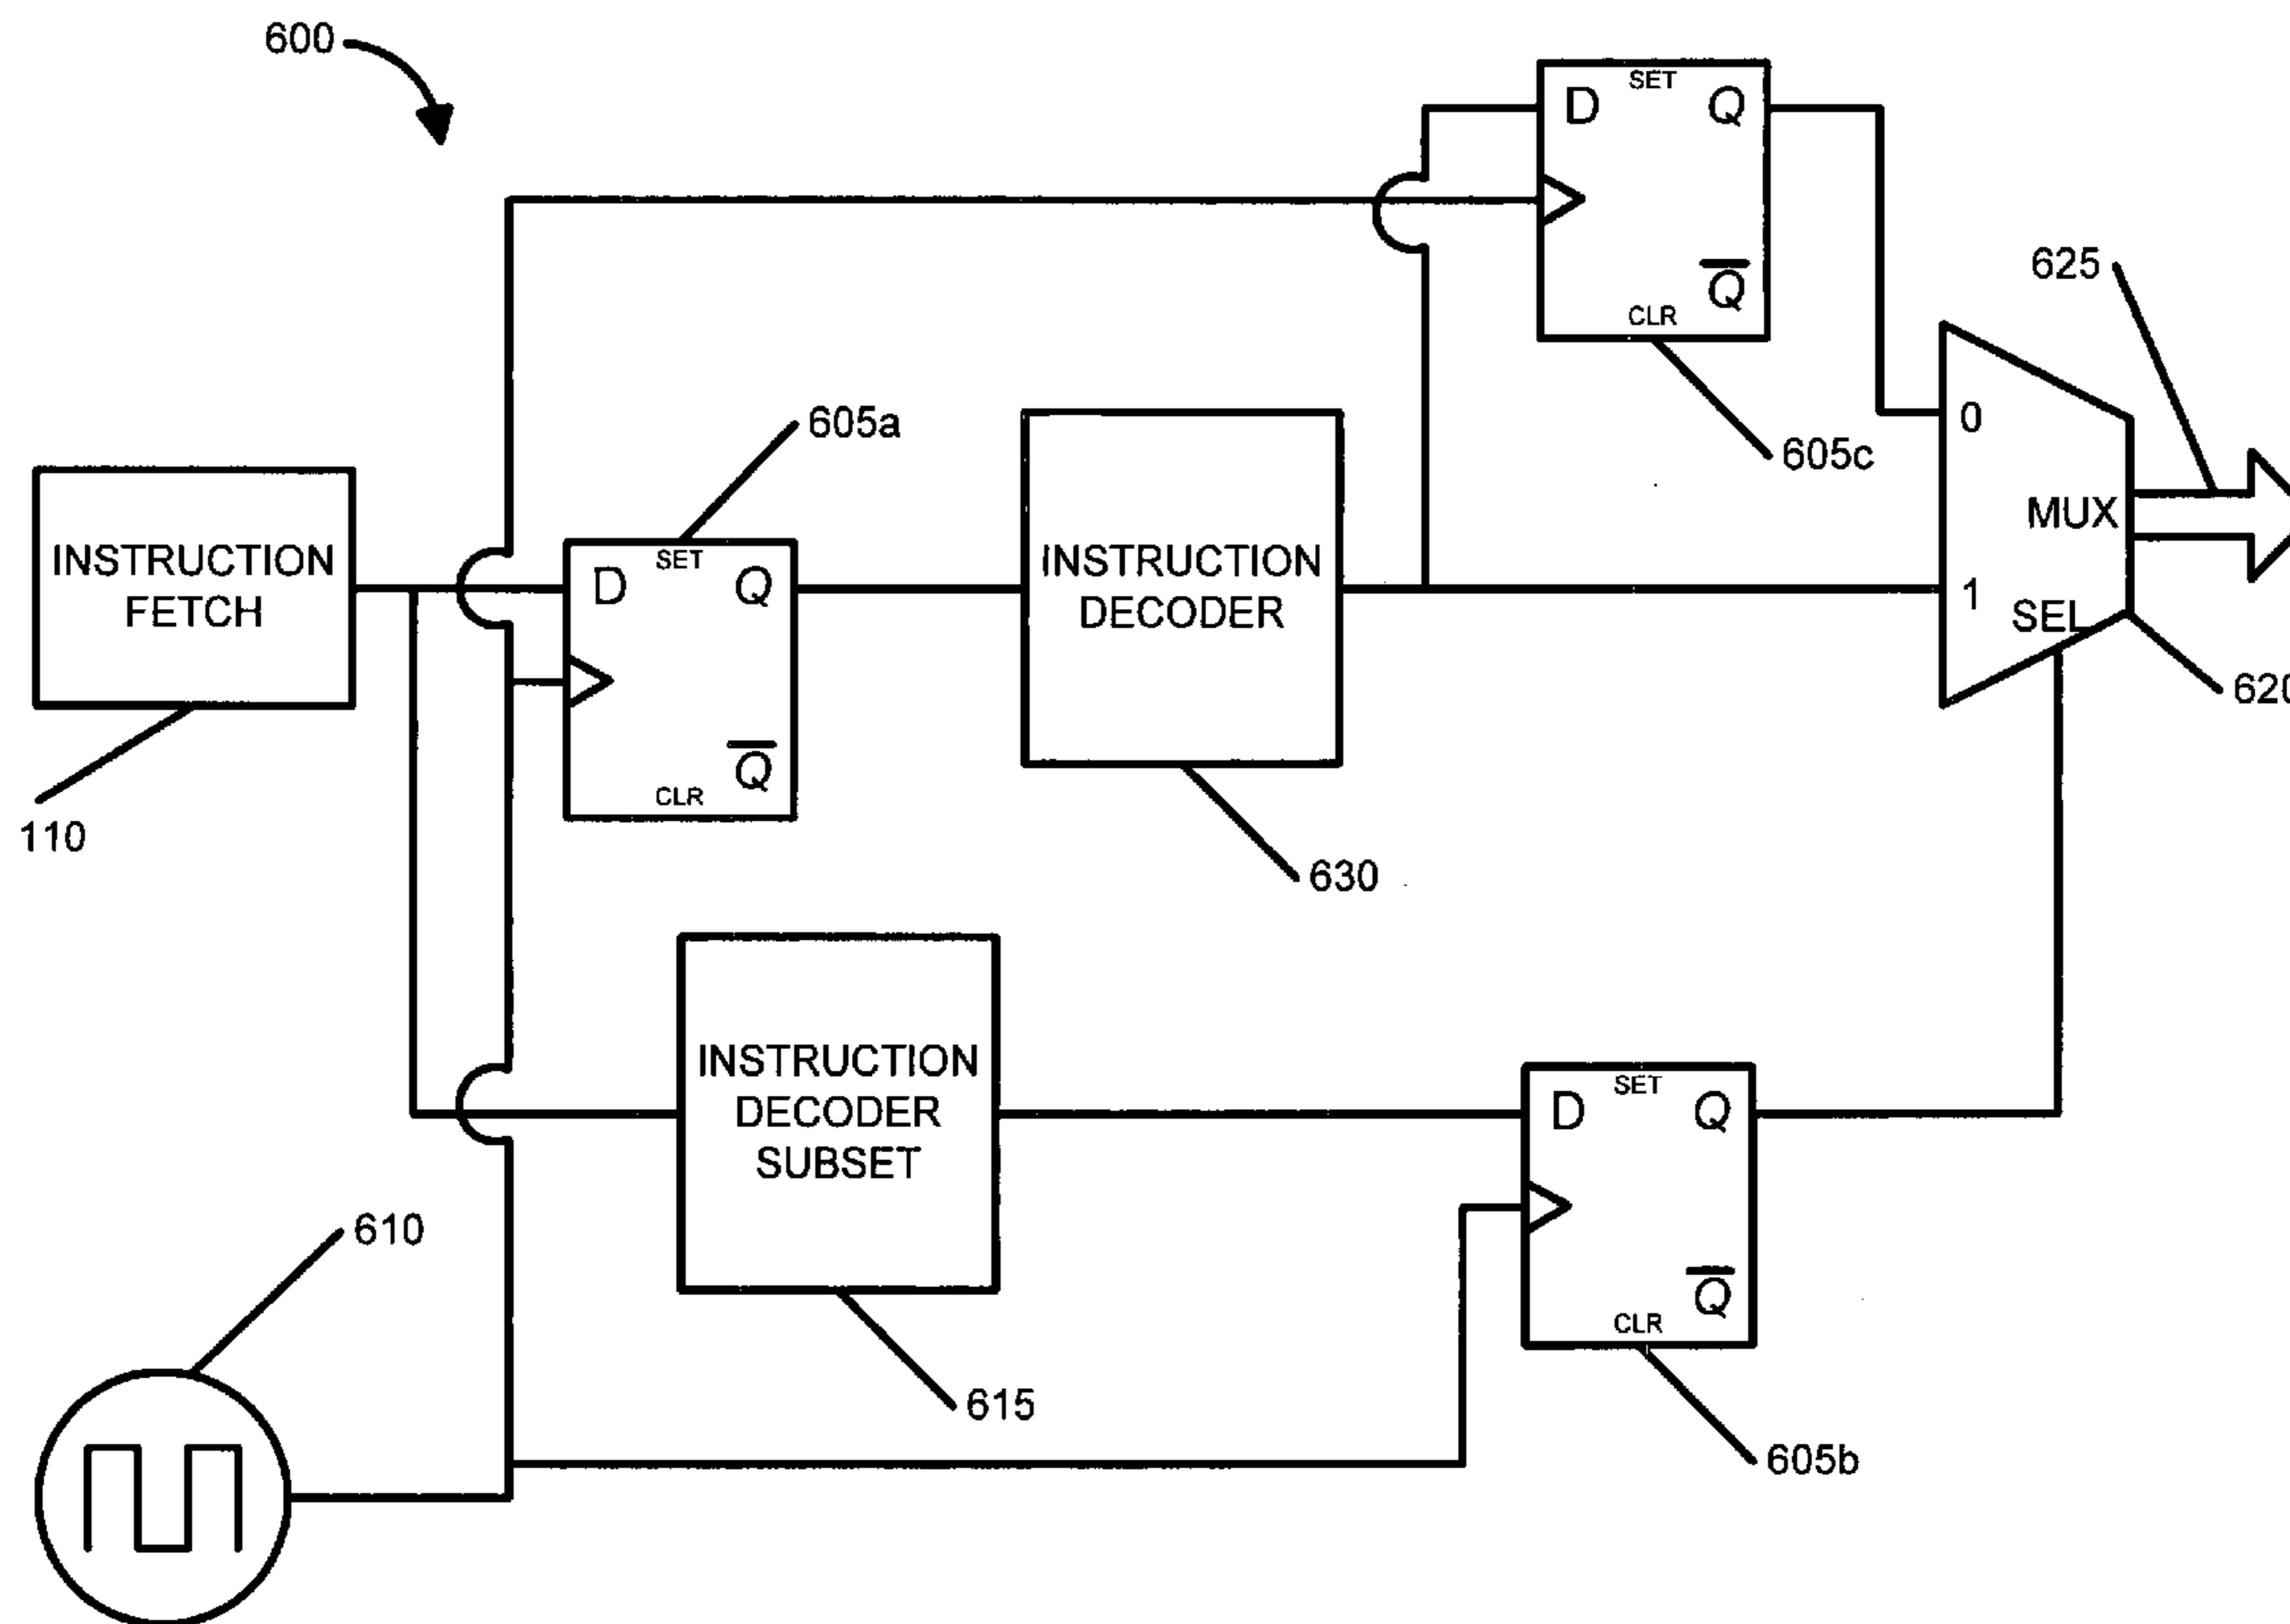 600
SET
D Q
Q
CLR
605c
625
0
MUX
1
SEL
620
INSTRUCTION
FETCH
110
605a
SET
D Q
Q
CLR
INSTRUCTION
DECODER
630
INSTRUCTION
DECODER
SUBSET
615
SET
D Q
Q
CLR
605b
610